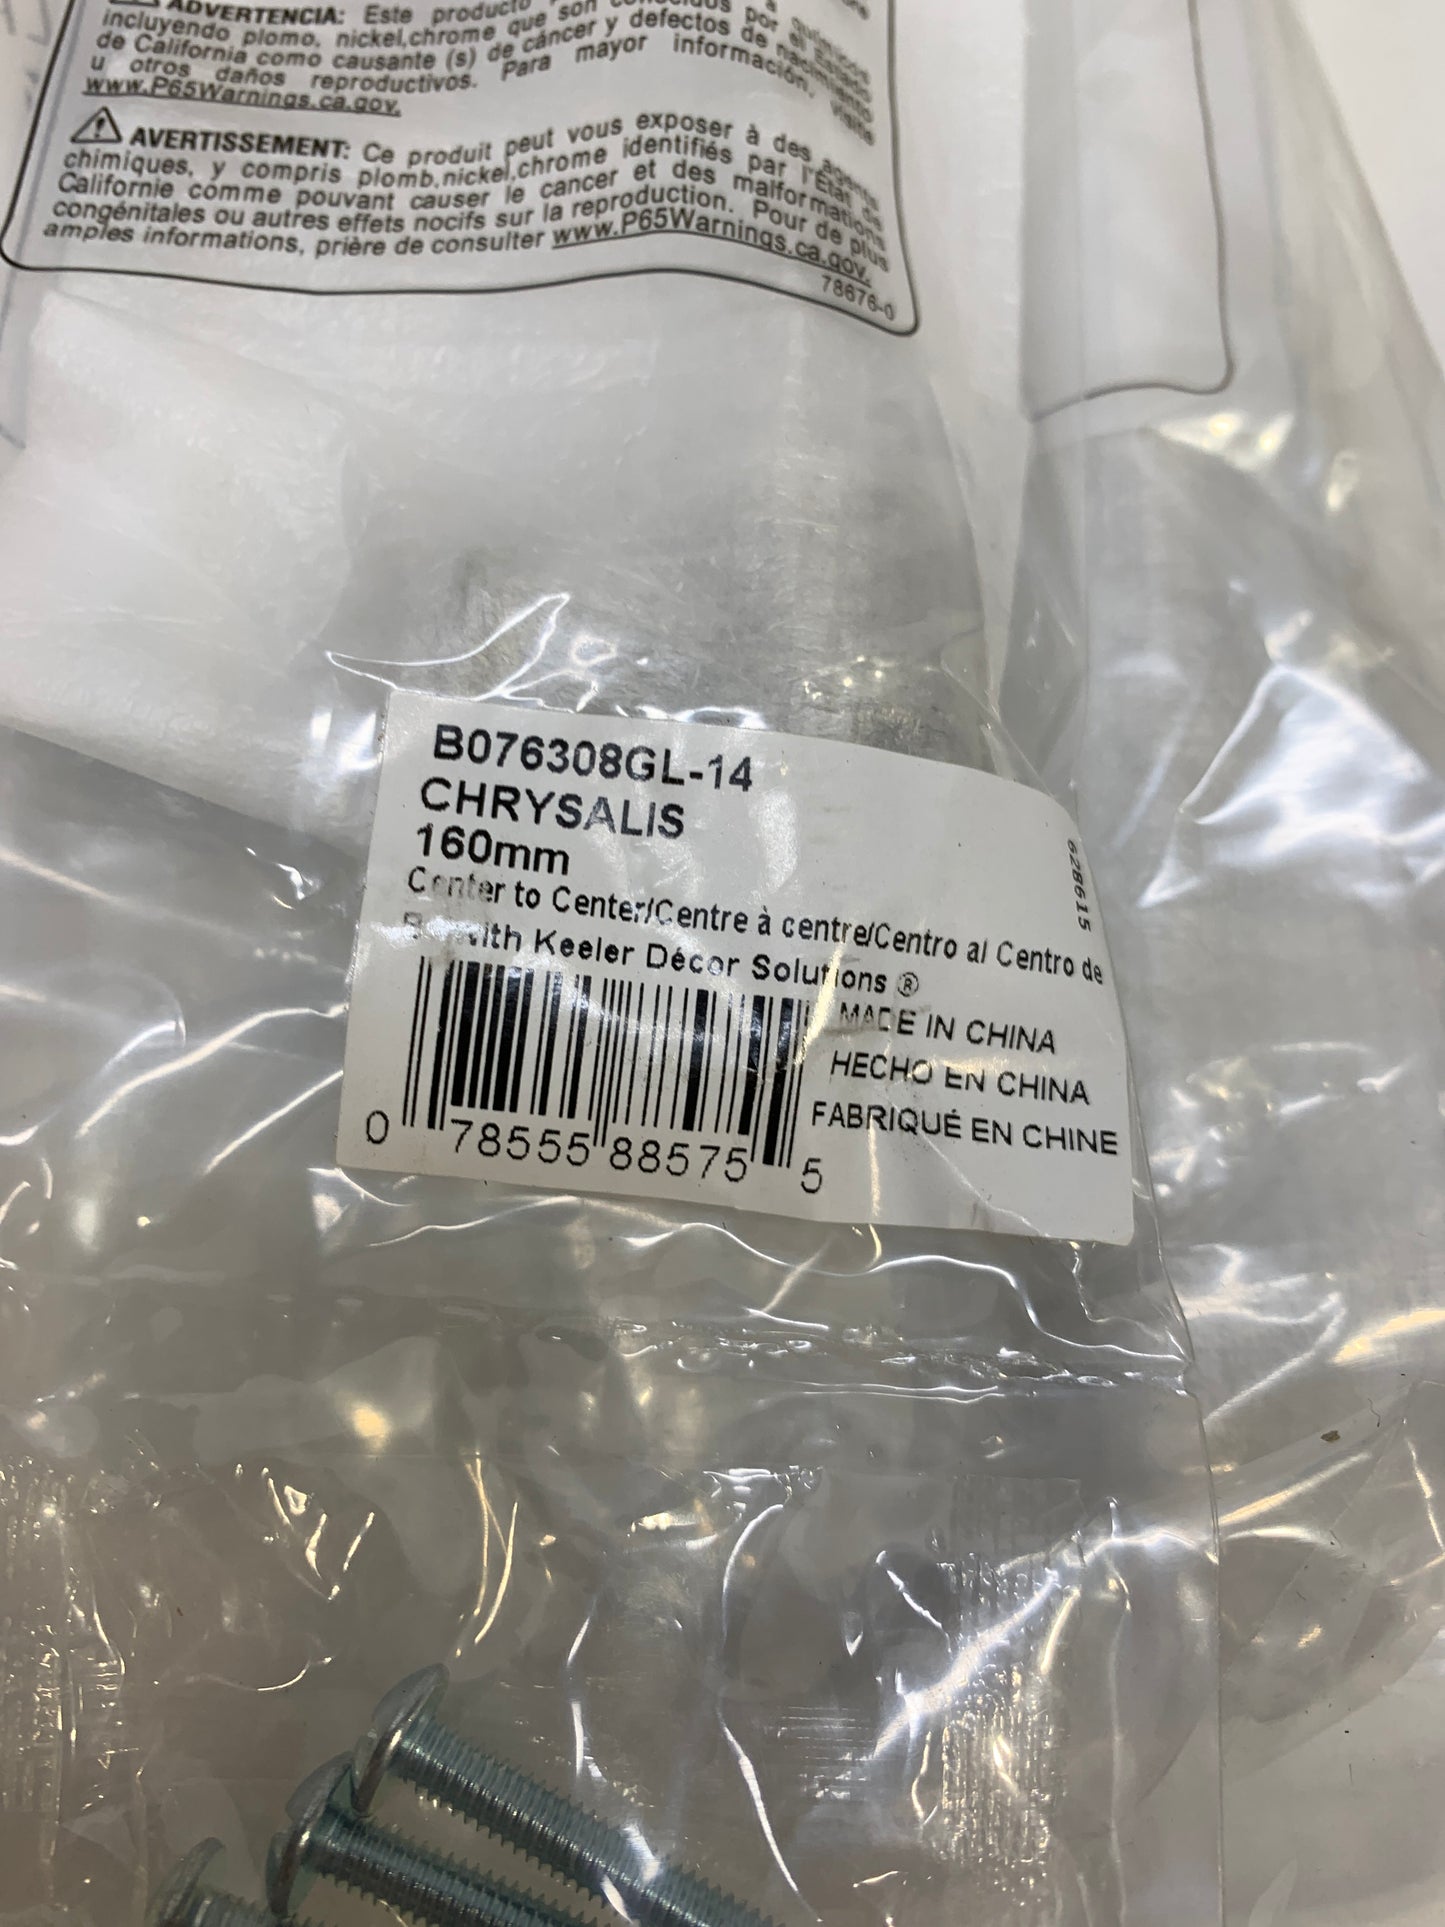 ADVERTENCIA: Este producto
incluyendo plomo, nickel,chrome que son conocidos por el Estado
de California como causante (s) de cáncer y defectos de nacimiento
u otros daños reproductivos. Para mayor información, visite
www.P65Warnings.ca.gov.
AVERTISSEMENT: Ce produit peut vous exposer à des agents
chimiques, y compris plomb,nickel,chrome identifiés par l'État de
Californie comme pouvant causer le cancer et des malformations
congénitales ou autres effets nocifs sur la reproduction. Pour de plus
amples informations, prière de consulter www.P65Warnings.ca.gov.
78676-0
B076308GL-14
CHRYSALIS
160mm
Center to Center/Centre à centre/Centro al Centro de
Keeler Décor Solutions ®
628615
MADE IN CHINA
HECHO EN CHINA
FABRIQUÉ EN CHINE
0 78555 88575 5